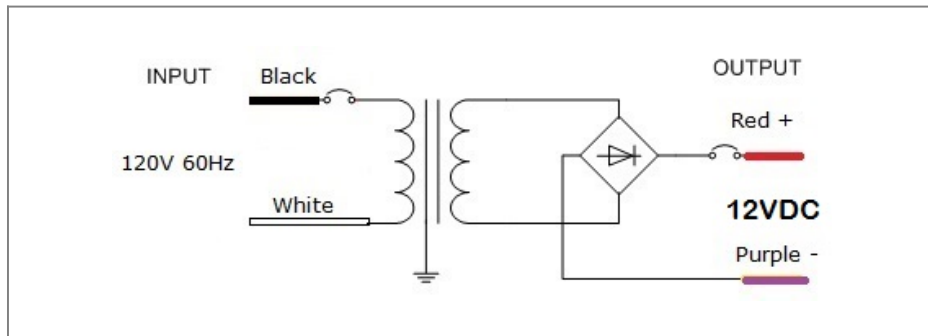 INPUT
Black
OUTPUT
Red +
120V 60Hz
White
12VDC
Purple -